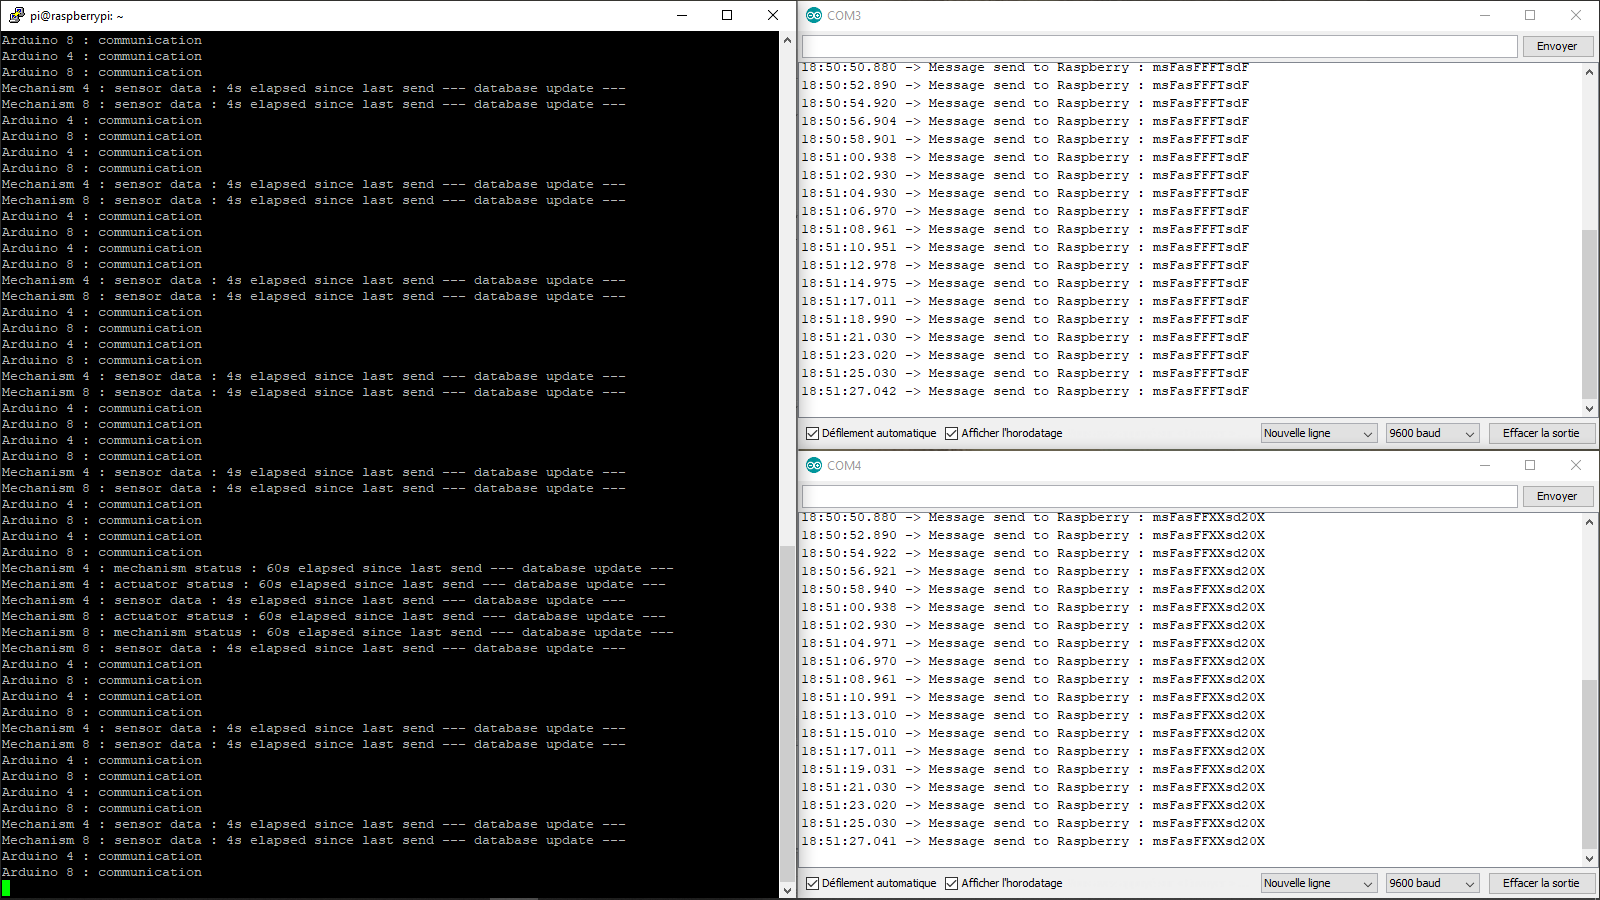 pi@raspberrypi: ~
Arduino 8 : communication
Arduino 4 : communication
Arduino 8 : communication
Mechanism 4 : sensor data : 4s elapsed since last send --- database update ---
Mechanism 8 : sensor data : 4s elapsed since last send --- database update ---
Arduino 4 : communication
Arduino 8 : communication
Arduino 4 : communication
Arduino 8 : communication
Mechanism 4 : sensor data : 4s elapsed since last send --- database update ---
Mechanism 8 : sensor data : 4s elapsed since last send --- database update ---
Arduino 4 : communication
Arduino 8 : communication
Arduino 4 : communication
Arduino 8 : communication
Mechanism 4 : sensor data : 4s elapsed since last send --- database update ---
Mechanism 8 : sensor data : 4s elapsed since last send --- database update ---
Arduino 4 : communication
Arduino 8 : communication
Arduino 4 : communication
Arduino 8 : communication
Mechanism 4 : sensor data : 4s elapsed since last send --- database update ---
Mechanism 8 : sensor data : 4s elapsed since last send --- database update ---
Arduino 4 : communication
Arduino 8 : communication
Arduino 4 : communication
Arduino 8 : communication
Mechanism 4 : sensor data : 4s elapsed since last send --- database update ---
Mechanism 8 : sensor data : 4s elapsed since last send --- database update ---
Arduino 4 : communication
Arduino 8 : communication
Arduino 4 : communication
Arduino 8 : communication
Mechanism 4 : mechanism status : 60s elapsed since last send --- database update ---
Mechanism 4 : actuator status : 60s elapsed since last send --- database update ---
Mechanism 4 : sensor data : 4s elapsed since last send --- database update ---
Mechanism 8 : actuator status : 60s elapsed since last send --- database update ---
Mechanism 8 : mechanism status : 60s elapsed since last send --- database update ---
Mechanism 8 : sensor data : 4s elapsed since last send --- database update ---
Arduino 4 : communication
Arduino 8 : communication
Arduino 4 : communication
Arduino 8 : communication
Mechanism 4 : sensor data : 4s elapsed since last send --- database update ---
Mechanism 8 : sensor data : 4s elapsed since last send --- database update ---
Arduino 4 : communication
Arduino 8 : communication
Arduino 4 : communication
Arduino 8 : communication
Mechanism 4 : sensor data : 4s elapsed since last send --- database update ---
Mechanism 8 : sensor data : 4s elapsed since last send --- database update ---
Arduino 4 : communication
Arduino 8 : communication
COM3
Envoyer
18:50:50.880 -> Message send to Raspberry : msFasFFFTsdF
18:50:52.890 -> Message send to Raspberry : msFasFFFTsdF
18:50:54.920 -> Message send to Raspberry : msFasFFFTsdF
18:50:56.904 -> Message send to Raspberry : msFasFFFTsdF
18:50:58.901 -> Message send to Raspberry : msFasFFFTsdF
18:51:00.938 -> Message send to Raspberry : msFasFFFTsdF
18:51:02.930 -> Message send to Raspberry : msFasFFFTsdF
18:51:04.930 -> Message send to Raspberry : msFasFFFTsdF
18:51:06.970 -> Message send to Raspberry : msFasFFFTsdF
18:51:08.961 -> Message send to Raspberry : msFasFFFTsdF
18:51:10.951 -> Message send to Raspberry : msFasFFFTsdF
18:51:12.978 -> Message send to Raspberry : msFasFFFTsdF
18:51:14.975 -> Message send to Raspberry : msFasFFFTsdF
18:51:17.011 -> Message send to Raspberry : msFasFFFTsdF
18:51:18.990 -> Message send to Raspberry : msFasFFFTsdF
18:51:21.030 -> Message send to Raspberry : msFasFFFTsdF
18:51:23.020 -> Message send to Raspberry : msFasFFFTsdF
18:51:25.030 -> Message send to Raspberry : msFasFFFTsdF
18:51:27.042 -> Message send to Raspberry : msFasFFFTsdF
Défilement automatique Afficher l'horodatage Nouvelle ligne 9600 baud Effacer la sortie
COM4
Envoyer
18:50:50.880 -> Message send to Raspberry : msFasFFXXsd20X
18:50:52.890 -> Message send to Raspberry : msFasFFXXsd20X
18:50:54.922 -> Message send to Raspberry : msFasFFXXsd20X
18:50:56.921 -> Message send to Raspberry : msFasFFXXsd20X
18:50:58.940 -> Message send to Raspberry : msFasFFXXsd20X
18:51:00.938 -> Message send to Raspberry : msFasFFXXsd20X
18:51:02.930 -> Message send to Raspberry : msFasFFXXsd20X
18:51:04.971 -> Message send to Raspberry : msFasFFXXsd20X
18:51:06.970 -> Message send to Raspberry : msFasFFXXsd20X
18:51:08.961 -> Message send to Raspberry : msFasFFXXsd20X
18:51:10.991 -> Message send to Raspberry : msFasFFXXsd20X
18:51:13.010 -> Message send to Raspberry : msFasFFXXsd20X
18:51:15.010 -> Message send to Raspberry : msFasFFXXsd20X
18:51:17.011 -> Message send to Raspberry : msFasFFXXsd20X
18:51:19.031 -> Message send to Raspberry : msFasFFXXsd20X
18:51:21.030 -> Message send to Raspberry : msFasFFXXsd20X
18:51:23.020 -> Message send to Raspberry : msFasFFXXsd20X
18:51:25.030 -> Message send to Raspberry : msFasFFXXsd20X
18:51:27.041 -> Message send to Raspberry : msFasFFXXsd20X
Défilement automatique Afficher l'horodatage Nouvelle ligne 9600 baud Effacer la sortie